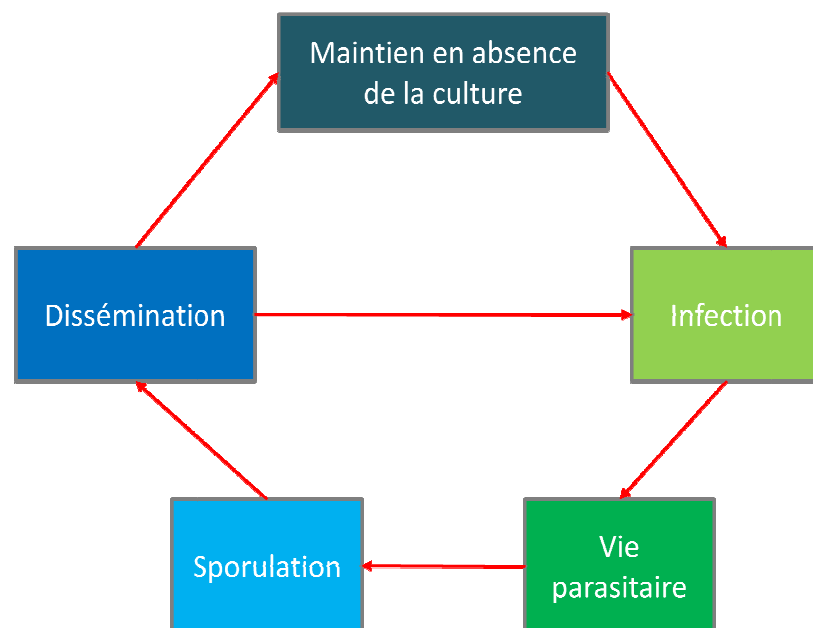 Maintien en absence
de la culture
Dissémination
Infection
Sporulation
Vie
parasitaire